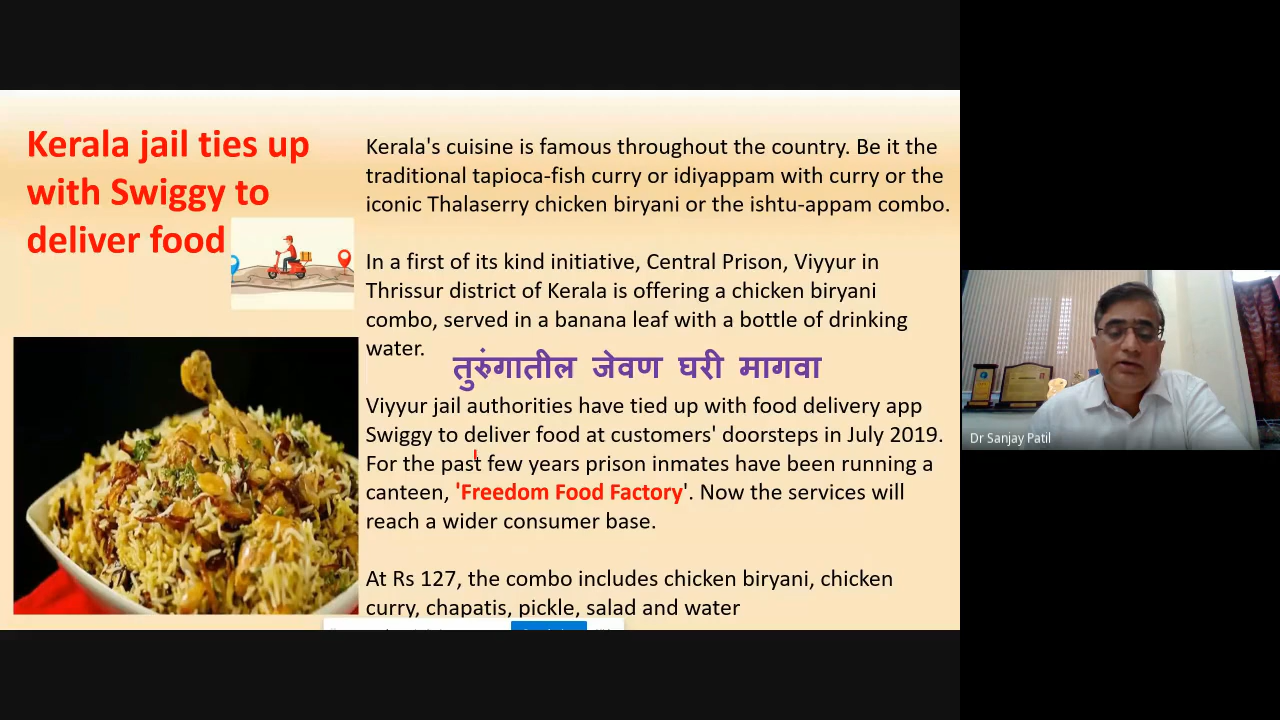 Kerala jail ties up
with Swiggy to
deliver food
Kerala's cuisine is famous throughout the country. Be it the
traditional tapioca-fish curry or idiyappam with curry or the
iconic Thalaserry chicken biryani or the ishtu-appam combo.
In a first of its kind initiative, Central Prison, Viyyur in
Thrissur district of Kerala is offering a chicken biryani
combo, served in a banana leaf with a bottle of drinking
water.
तुरुंगातील जेवण घरी मागवा
Viyyur jail authorities have tied up with food delivery app
Swiggy to deliver food at customers' doorsteps in July 2019.
For the past few years prison inmates have been running a
canteen, 'Freedom Food Factory'. Now the services will
reach a wider consumer base.
At Rs 127, the combo includes chicken biryani, chicken
curry, chapatis, pickle, salad and water
Dr Sanjay Patil